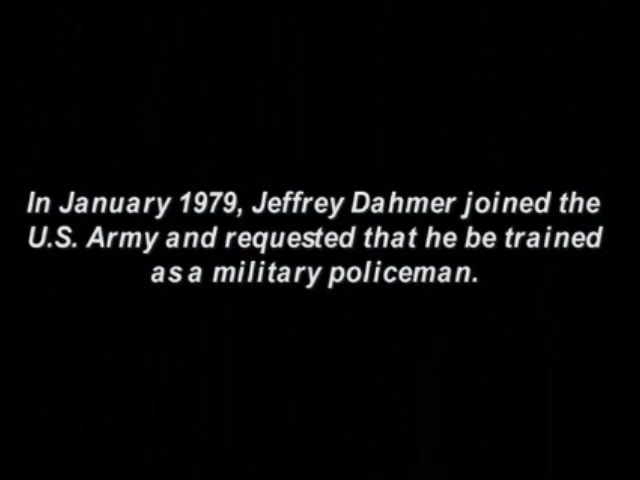 In January 1979, Jeffrey Dahmer joined the
U.S. Army and requested that he be trained
as a military policeman.